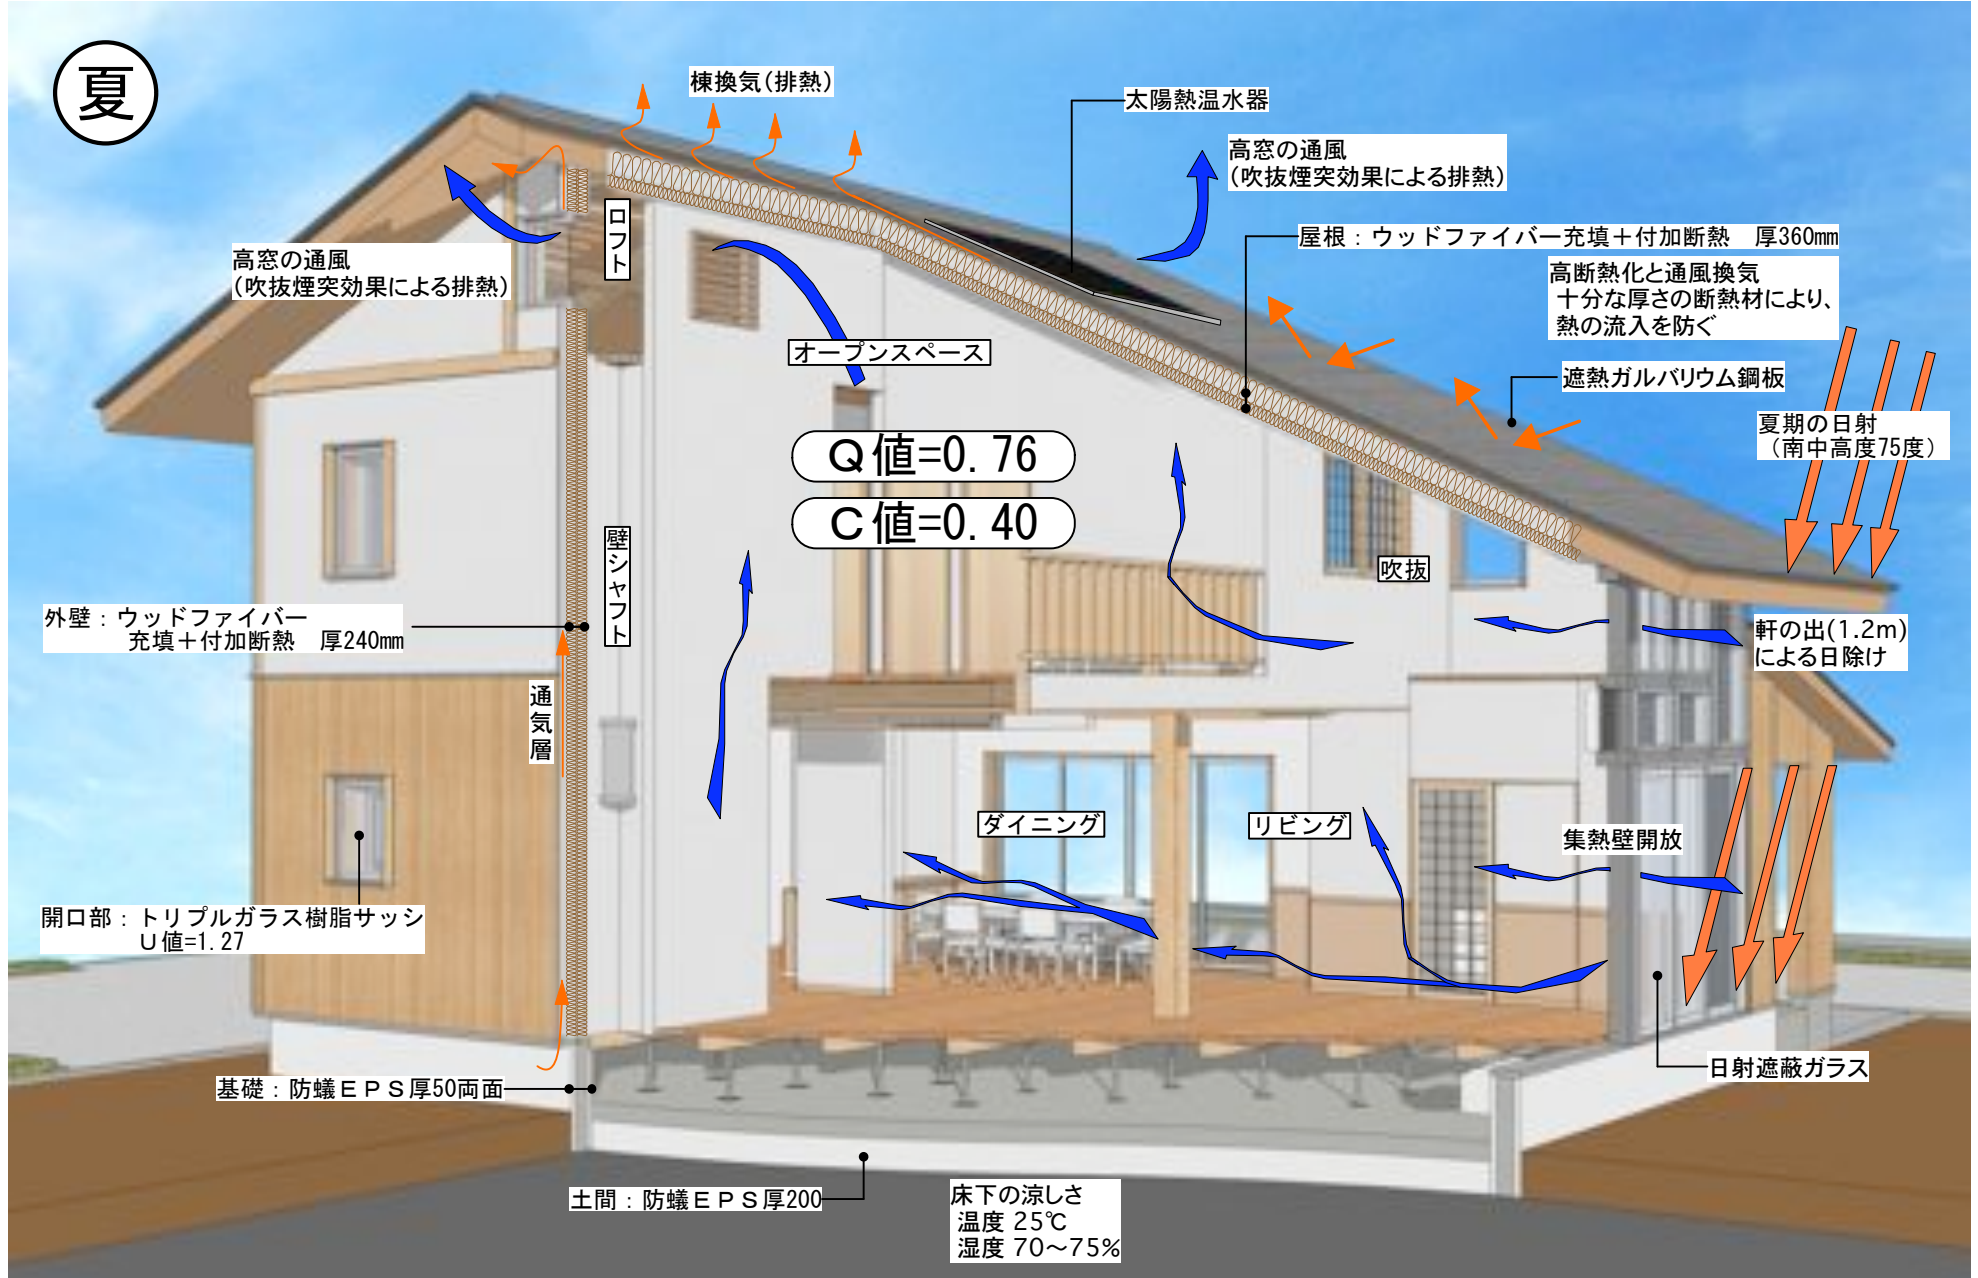 夏
棟換気(排熱)
太陽熱温水器
高窓の通風
(吹抜煙突効果による排熱)
屋根：ウッドファイバー充填＋付加断熱　厚360mm
高断熱化と通風換気
十分な厚さの断熱材により、
熱の流入を防ぐ
ロフト
高窓の通風
(吹抜煙突効果による排熱)
オープンスペース
遮熱ガルバリウム鋼板
夏期の日射
(南中高度75度)
Ｑ値=0.76
Ｃ値=0.40
壁シャフト
吹抜
外壁：ウッドファイバー
充填＋付加断熱　厚240mm
軒の出(1.2m)
による日除け
通気層
ダイニング
リビング
集熱壁開放
開口部：トリプルガラス樹脂サッシ
Ｕ値=1.27
日射遮蔽ガラス
基礎：防蟻ＥＰＳ厚50両面
土間：防蟻ＥＰＳ厚200
床下の涼しさ
温度 25℃
湿度 70～75%